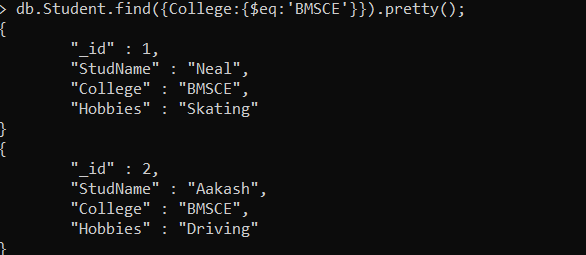 > db.Student.find({College:{$eq:'BMSCE'}}).pretty();
{
        "_id" : 1,
        "StudName" : "Neal",
        "College" : "BMSCE",
        "Hobbies" : "Skating"
}
{
        "_id" : 2,
        "StudName" : "Aakash",
        "College" : "BMSCE",
        "Hobbies" : "Driving"
}